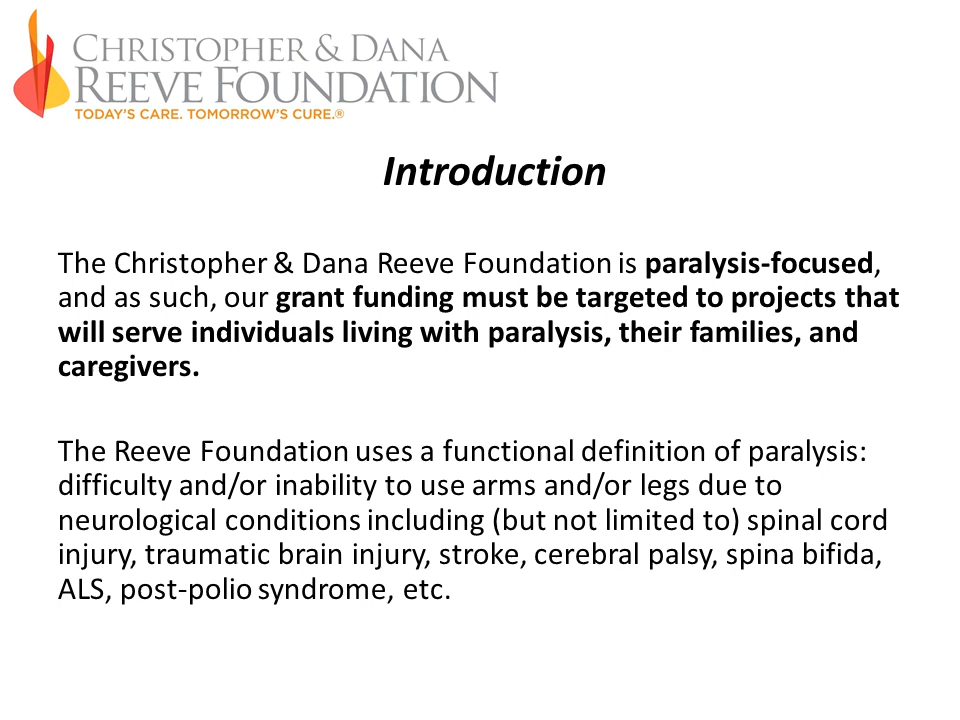 CHRISTOPHER & DANA
REEVE FOUNDATION
TODAY'S CARE. TOMORROW'S CURE.®
Introduction
The Christopher & Dana Reeve Foundation is paralysis-focused,
and as such, our grant funding must be targeted to projects that
will serve individuals living with paralysis, their families, and
caregivers.
The Reeve Foundation uses a functional definition of paralysis:
difficulty and/or inability to use arms and/or legs due to
neurological conditions including (but not limited to) spinal cord
injury, traumatic brain injury, stroke, cerebral palsy, spina bifida,
ALS, post-polio syndrome, etc.